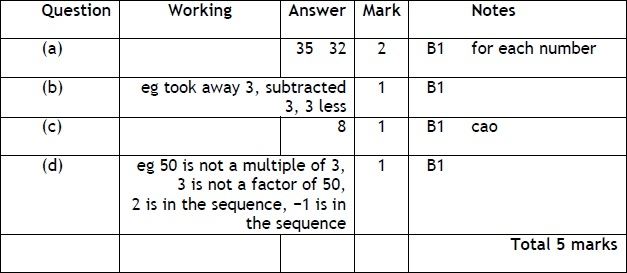 Question Working Answer Mark Notes
(a) 35 32 2 B1 for each number
(b) eg took away 3, subtracted 1 B1
3, 3 less
(c) 8 1 B1 cao
(d) eg 50 is not a multiple of 3, 1 B1
3 is not a factor of 50,
2 is in the sequence, −1 is in
the sequence
Total 5 marks